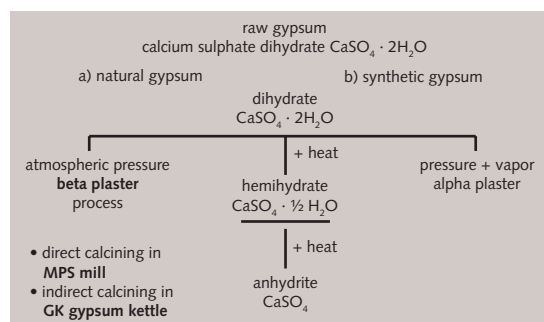 raw gypsum
calcium sulphate dihydrate CaSO₄ · 2H₂O
a) natural gypsum
b) synthetic gypsum
dihydrate
CaSO₄ · 2H₂O
atmospheric pressure
beta plaster
process
+ heat
pressure + vapor
alpha plaster
hemihydrate
CaSO₄ · ½ H₂O
• direct calcining in
MPS mill
• indirect calcining in
GK gypsum kettle
+ heat
anhydrite
CaSO₄